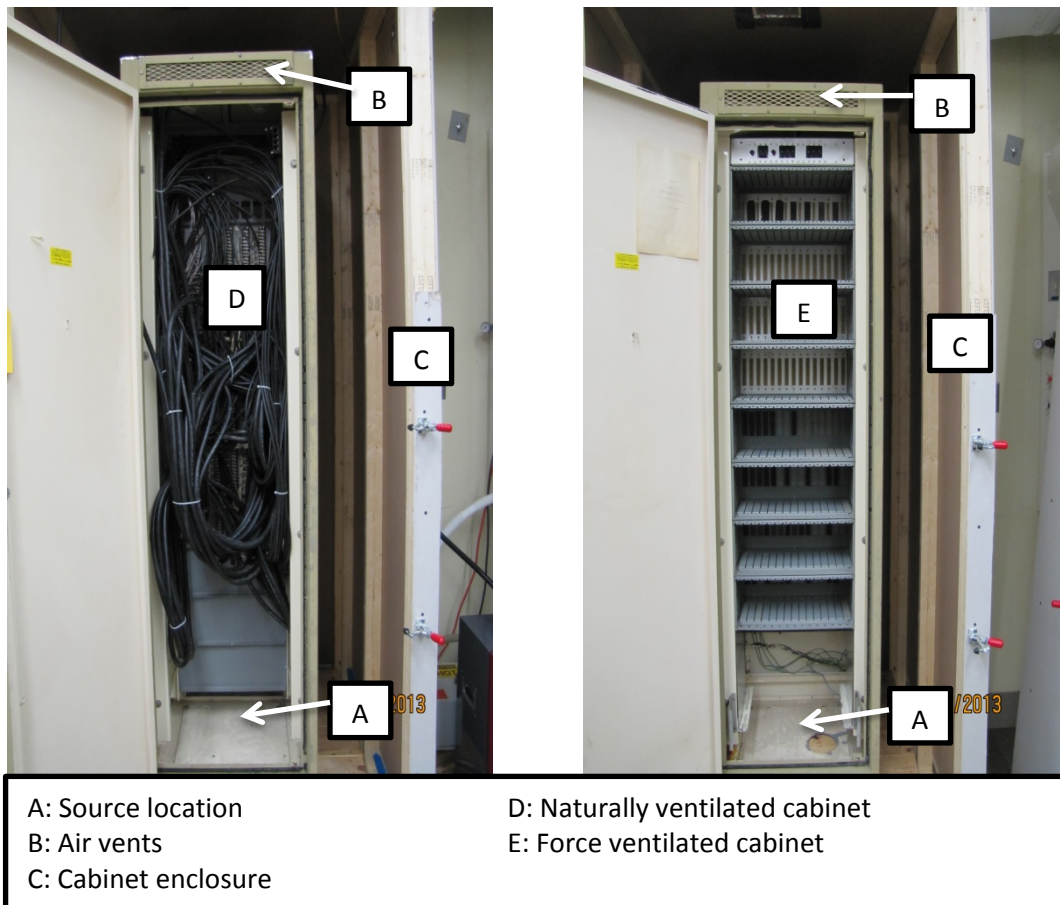 B
D
C
A
2013
B
E
C
A
/2013
A: Source location
B: Air vents
C: Cabinet enclosure
D: Naturally ventilated cabinet
E: Force ventilated cabinet